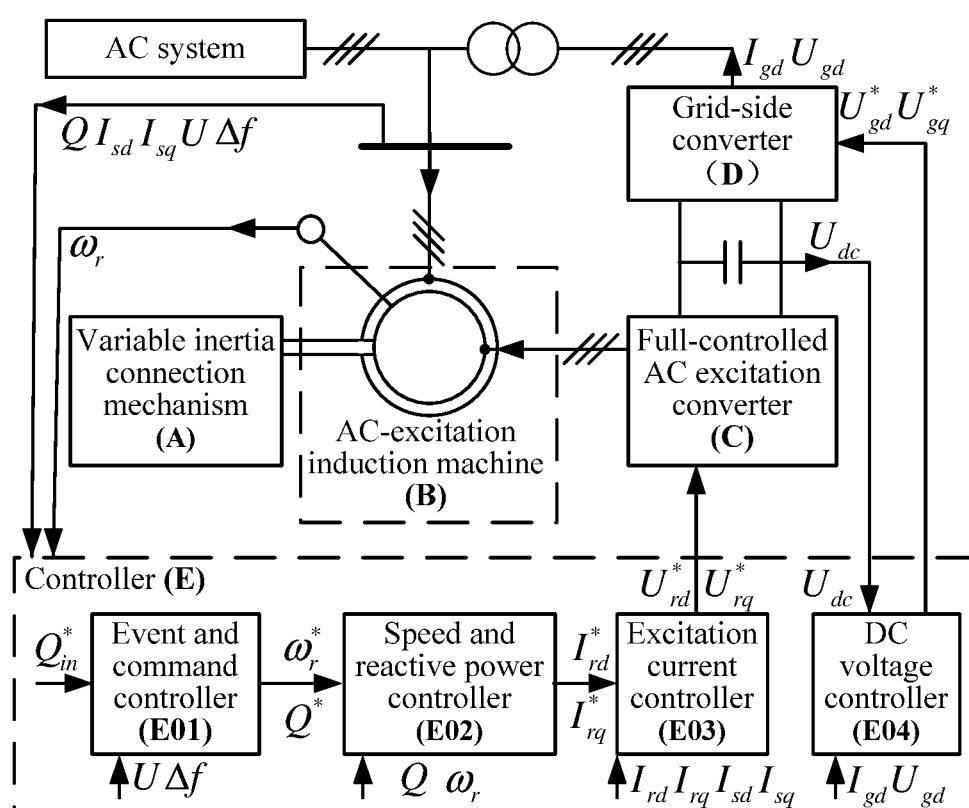 AC system
I_gd U_gd
Grid-side
converter
（D）
U*_gd U*_gq
Q I_sd I_sq U Δf
ω_r
U_dc
Variable inertia
connection
mechanism
(A)
AC-excitation
induction machine
(B)
Full-controlled
AC excitation
converter
(C)
Controller (E)
U*_rd U*_rq
U_dc
Q*_in
Event and
command
controller
(E01)
ω*_r
Q*
Speed and
reactive power
controller
(E02)
I*_rd
I*_rq
Excitation
current
controller
(E03)
DC
voltage
controller
(E04)
U Δf
Q ω_r
I_rd I_rq I_sd I_sq
I_gd U_gd